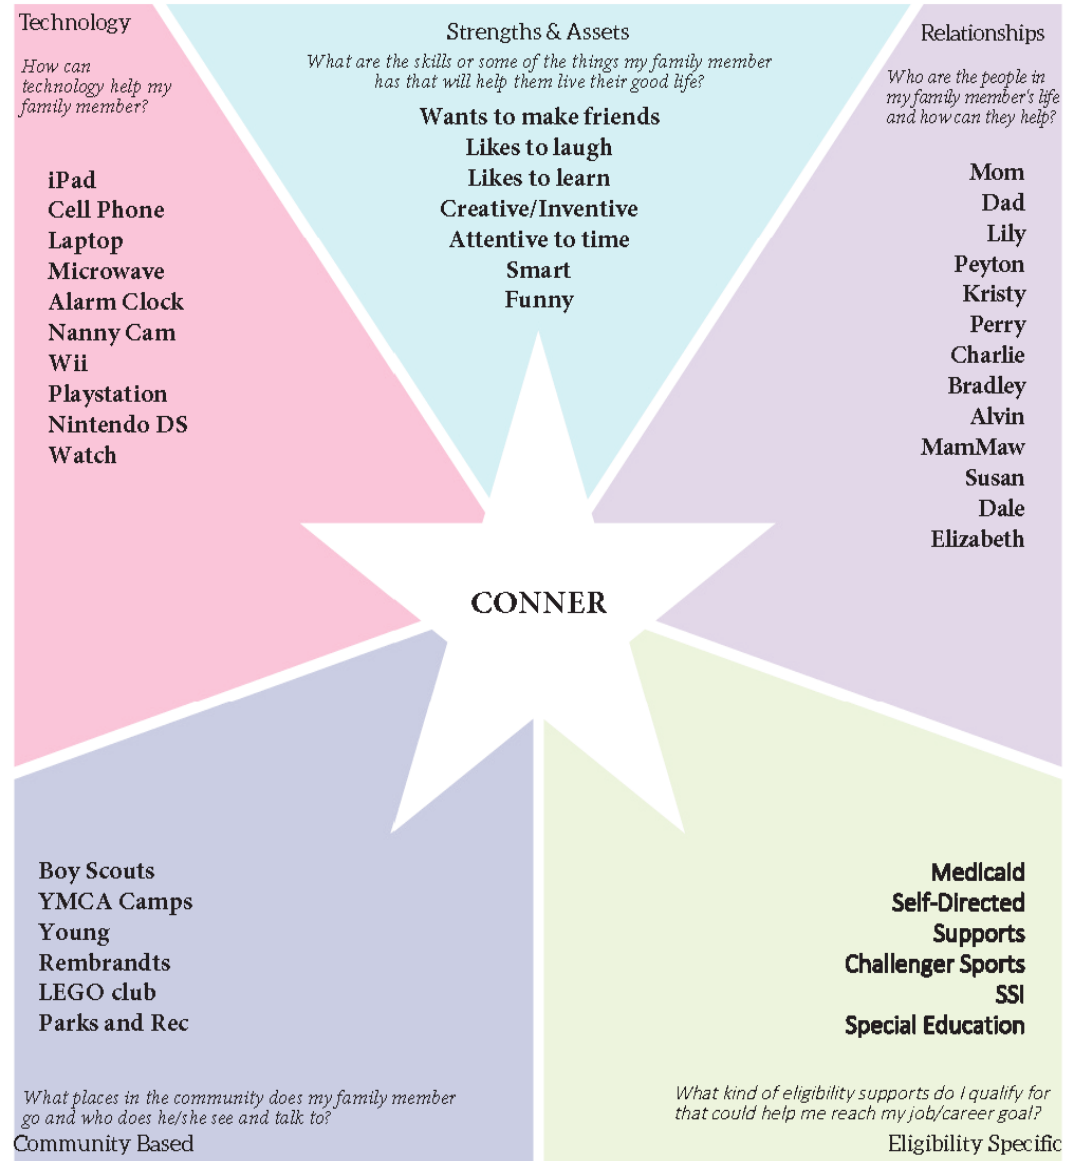 Technology
How can
technology help my
family member?
iPad
Cell Phone
Laptop
Microwave
Alarm Clock
Nanny Cam
Wii
Playstation
Nintendo DS
Watch
Strengths & Assets
What are the skills or some of the things my family member
has that will help them live their good life?
Wants to make friends
Likes to laugh
Likes to learn
Creative/Inventive
Attentive to time
Smart
Funny
Relationships
Who are the people in
my family member's life
and how can they help?
Mom
Dad
Lily
Peyton
Kristy
Perry
Charlie
Bradley
Alvin
MamMaw
Susan
Dale
Elizabeth
CONNER
Boy Scouts
YMCA Camps
Young
Rembrandts
LEGO club
Parks and Rec
What places in the community does my family member
go and who does he/she see and talk to?
Community Based
Medicaid
Self-Directed
Supports
Challenger Sports
SSI
Special Education
What kind of eligibility supports do I qualify for
that could help me reach my job/career goal?
Eligibility Specific